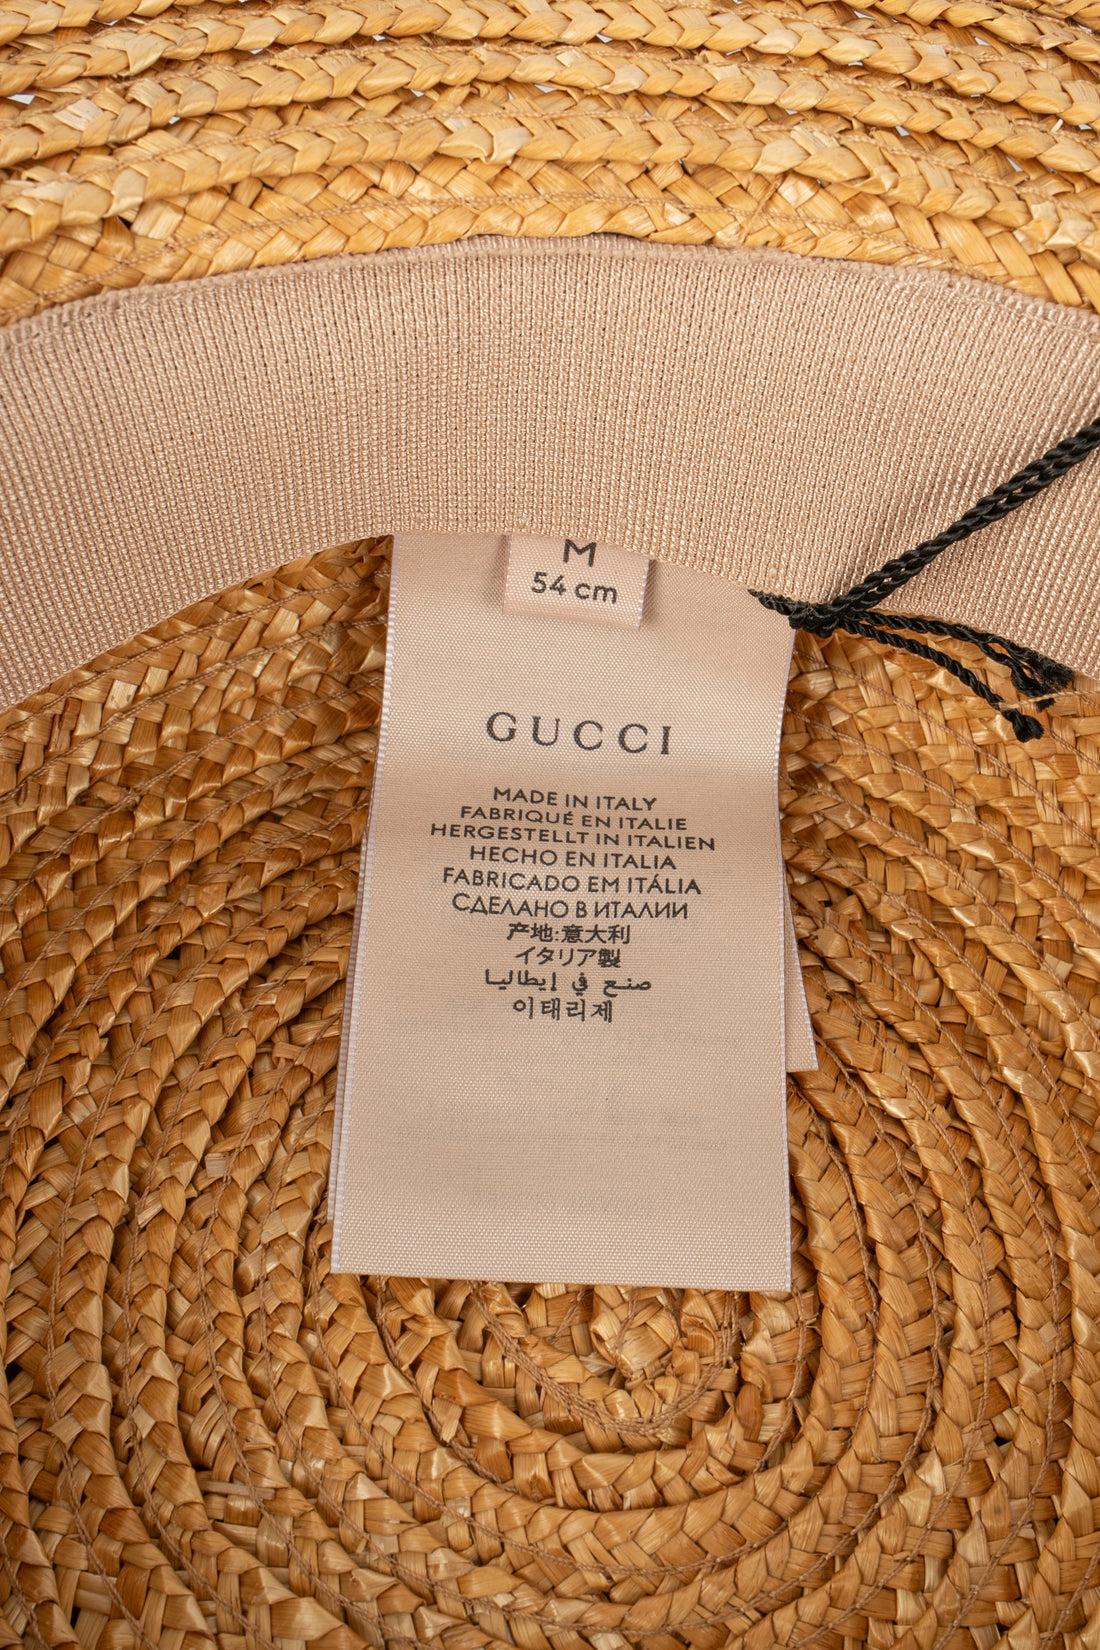 M
54 cm
GUCCI
MADE IN ITALY
FABRIQUÉ EN ITALIE
HERGESTELLT IN ITALIEN
HECHO EN ITALIA
FABRICADO EM ITÁLIA
СДЕЛАНО В ИТАЛИИ
产地:意大利
イタリア製
صنع في إيطاليا
이태리제